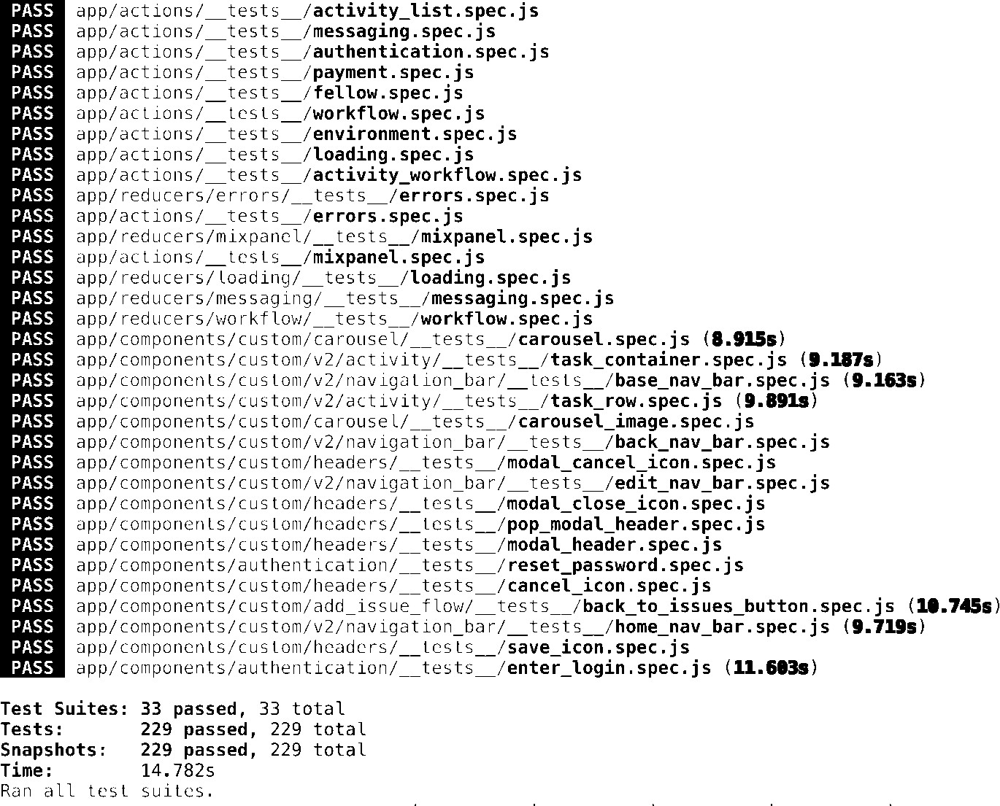 PASS app/actions/__tests__/activity_list.spec.js
PASS app/actions/__tests__/messaging.spec.js
PASS app/actions/__tests__/authentication.spec.js
PASS app/actions/__tests__/payment.spec.js
PASS app/actions/__tests__/fellow.spec.js
PASS app/actions/__tests__/workflow.spec.js
PASS app/actions/__tests__/environment.spec.js
PASS app/actions/__tests__/loading.spec.js
PASS app/actions/__tests__/activity_workflow.spec.js
PASS app/reducers/errors/__tests__/errors.spec.js
PASS app/actions/__tests__/errors.spec.js
PASS app/reducers/mixpanel/__tests__/mixpanel.spec.js
PASS app/actions/__tests__/mixpanel.spec.js
PASS app/reducers/loading/__tests__/loading.spec.js
PASS app/reducers/messaging/__tests__/messaging.spec.js
PASS app/reducers/workflow/__tests__/workflow.spec.js
PASS app/components/custom/carousel/__tests__/carousel.spec.js (8.915s)
PASS app/components/custom/v2/activity/__tests__/task_container.spec.js (9.187s)
PASS app/components/custom/v2/navigation_bar/__tests__/base_nav_bar.spec.js (9.163s)
PASS app/components/custom/v2/activity/__tests__/task_row.spec.js (9.891s)
PASS app/components/custom/carousel/__tests__/carousel_image.spec.js
PASS app/components/custom/v2/navigation_bar/__tests__/back_nav_bar.spec.js
PASS app/components/custom/headers/__tests__/modal_cancel_icon.spec.js
PASS app/components/custom/v2/navigation_bar/__tests__/edit_nav_bar.spec.js
PASS app/components/custom/headers/__tests__/modal_close_icon.spec.js
PASS app/components/custom/headers/__tests__/pop_modal_header.spec.js
PASS app/components/custom/headers/__tests__/modal_header.spec.js
PASS app/components/authentication/__tests__/reset_password.spec.js
PASS app/components/custom/headers/__tests__/cancel_icon.spec.js
PASS app/components/custom/add_issue_flow/__tests__/back_to_issues_button.spec.js (10.745s)
PASS app/components/custom/v2/navigation_bar/__tests__/home_nav_bar.spec.js (9.719s)
PASS app/components/custom/headers/__tests__/save_icon.spec.js
PASS app/components/authentication/__tests__/enter_login.spec.js (11.603s)
Test Suites: 33 passed, 33 total
Tests: 229 passed, 229 total
Snapshots: 229 passed, 229 total
Time: 14.782s
Ran all test suites.